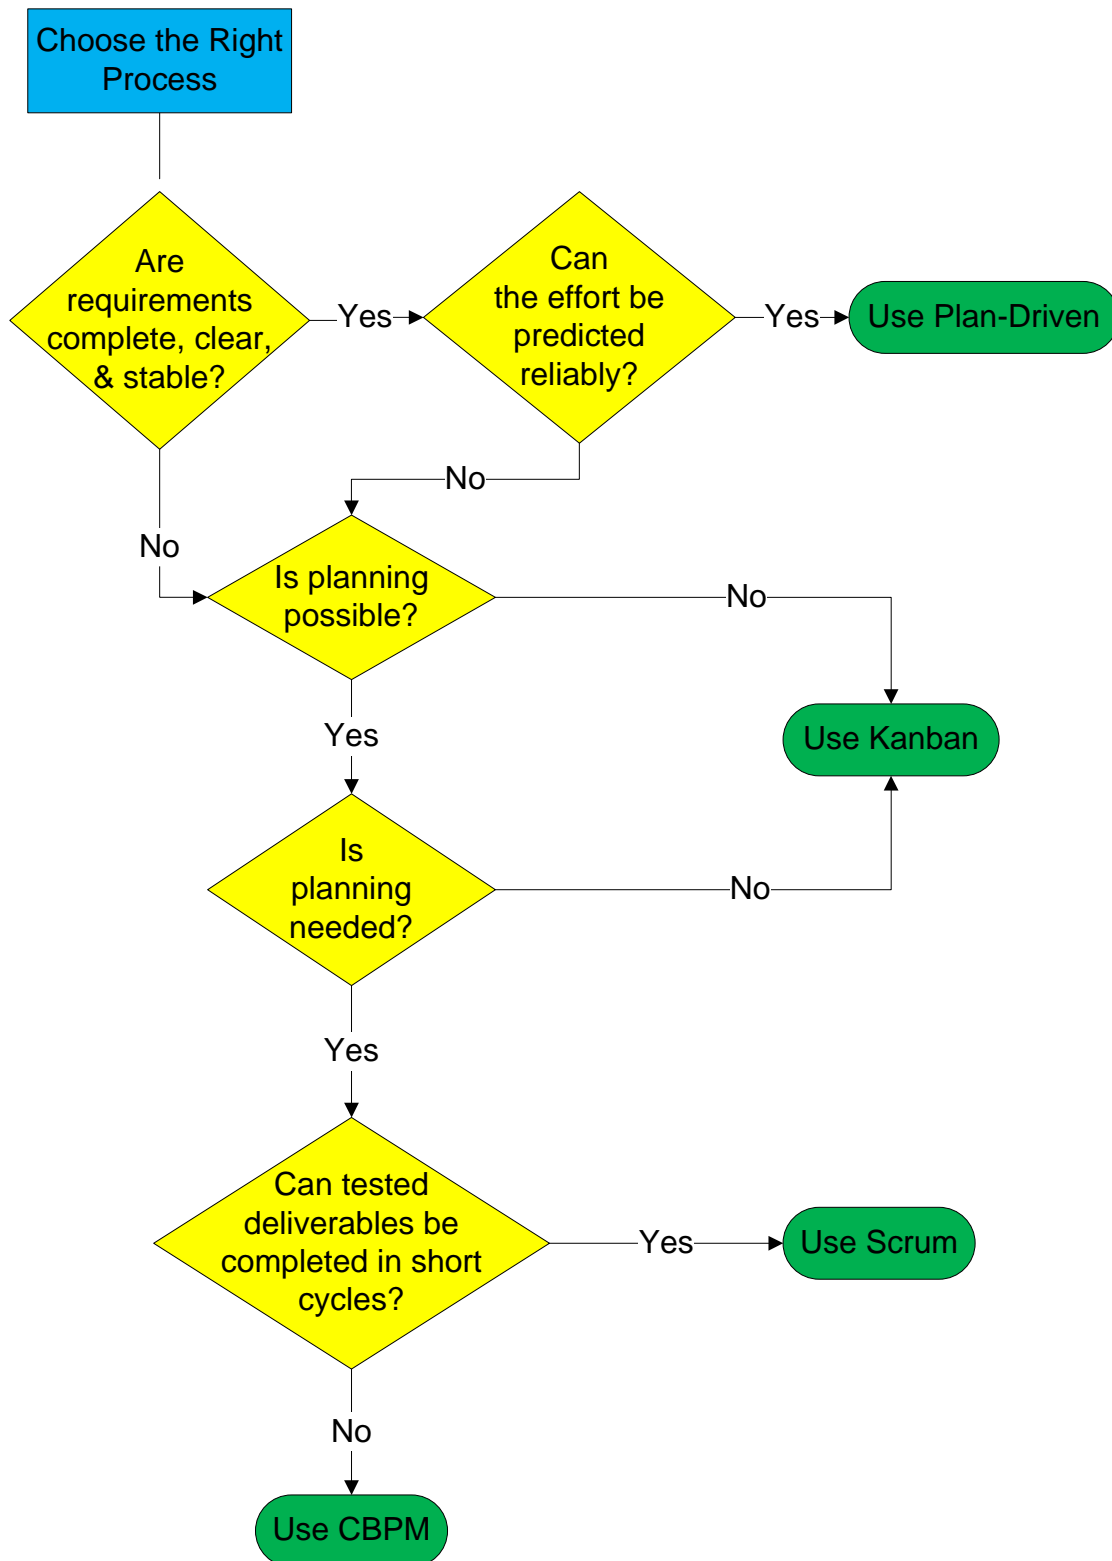 Choose the Right
Process
Are
requirements
complete, clear,
& stable?
Yes
Can
the effort be
predicted
reliably?
Yes
Use Plan-Driven
No
No
Is planning
possible?
No
Yes
Use Kanban
Is
planning
needed?
No
Yes
Can tested
deliverables be
completed in short
cycles?
Yes
Use Scrum
No
Use CBPM